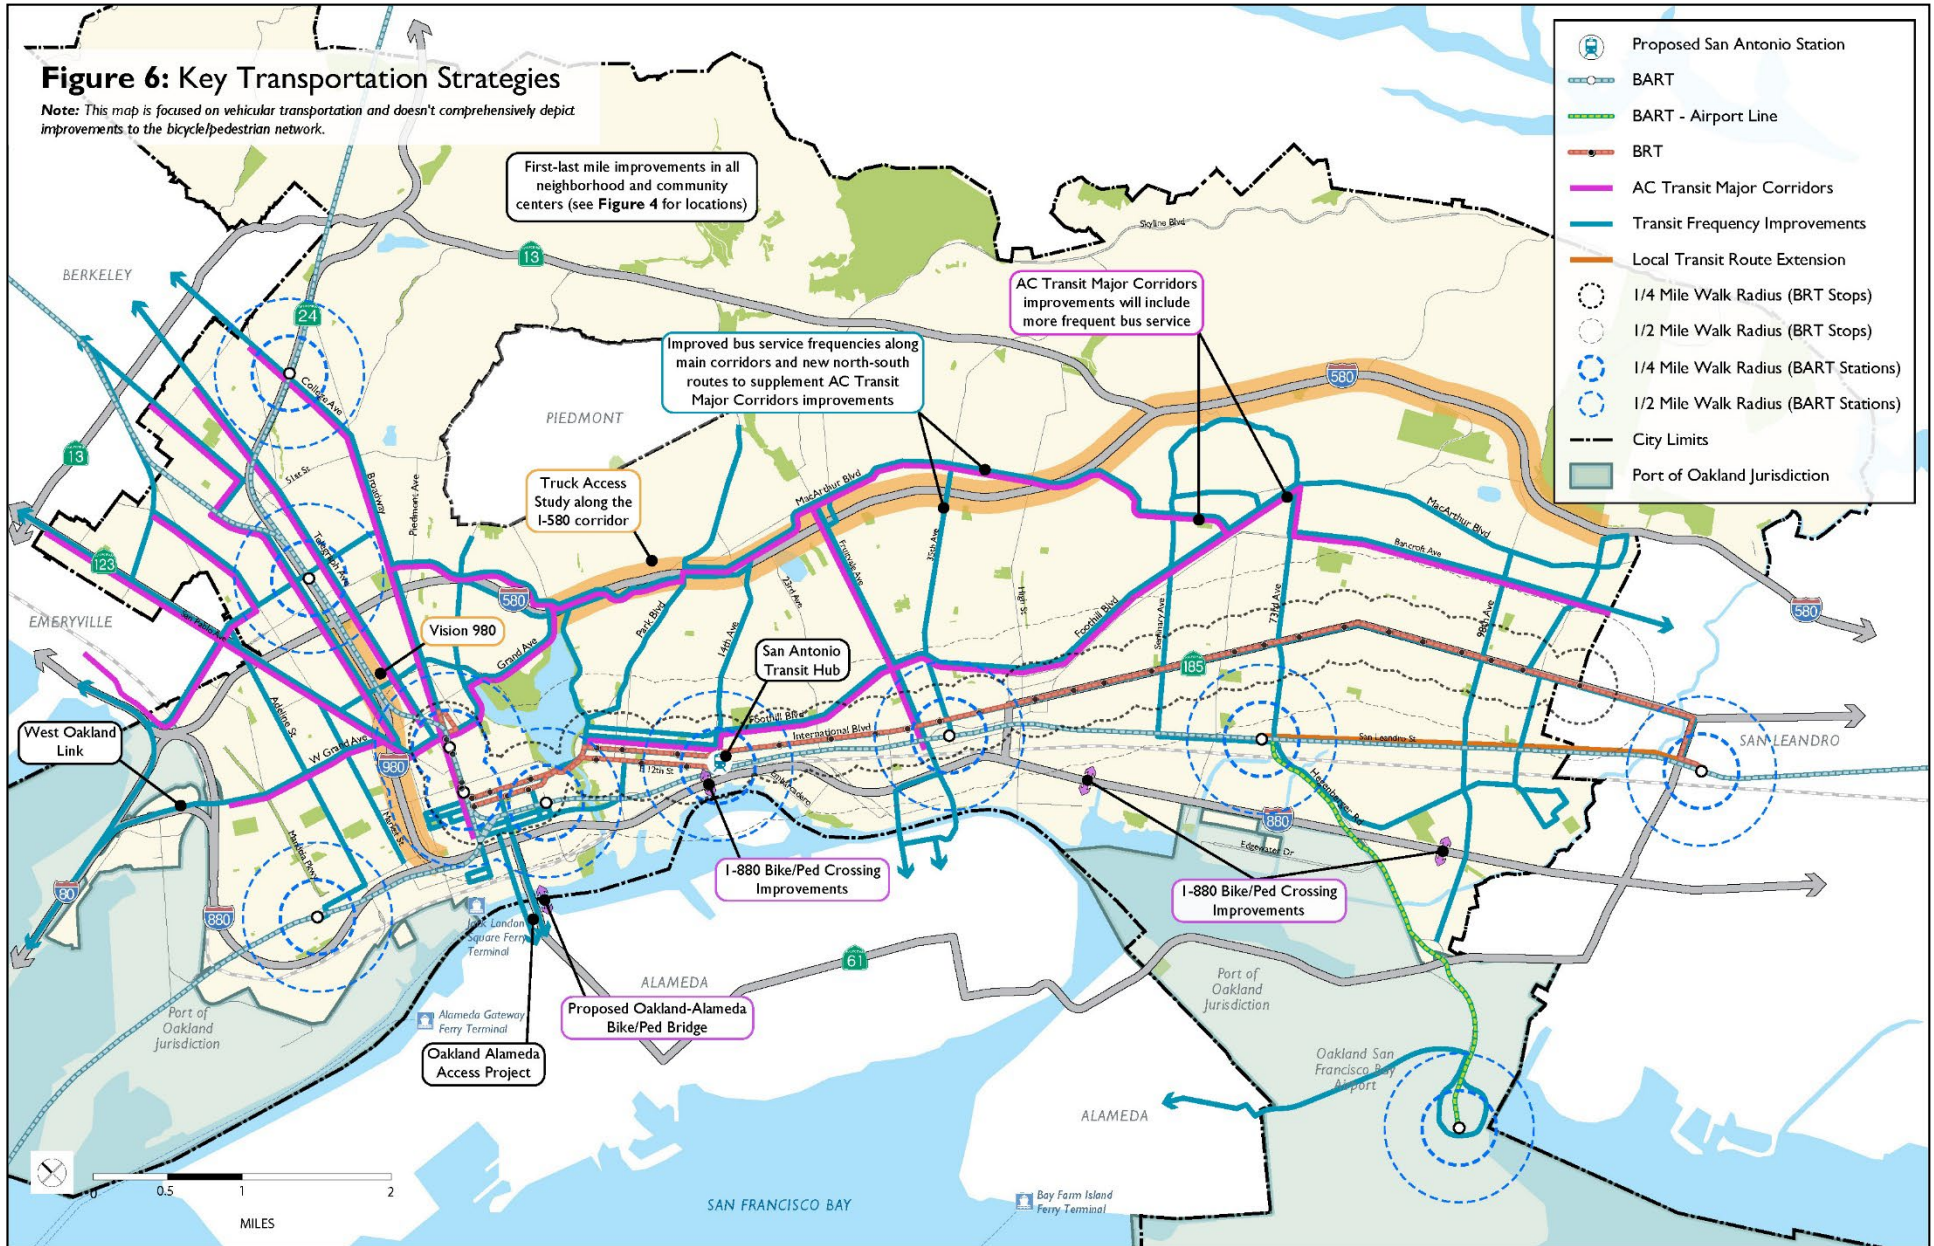 Figure 6: Key Transportation Strategies
Note: This map is focused on vehicular transportation and doesn't comprehensively depict
improvements to the bicycle/pedestrian network.
Proposed San Antonio Station
BART
BART - Airport Line
BRT
AC Transit Major Corridors
Transit Frequency Improvements
Local Transit Route Extension
1/4 Mile Walk Radius (BRT Stops)
1/2 Mile Walk Radius (BRT Stops)
1/4 Mile Walk Radius (BART Stations)
1/2 Mile Walk Radius (BART Stations)
City Limits
Port of Oakland Jurisdiction
First-last mile improvements in all
neighborhood and community
centers (see Figure 4 for locations)
Skyline Blvd
13
BERKELEY
24
AC Transit Major Corridors
improvements will include
more frequent bus service
Improved bus service frequencies along
main corridors and new north-south
routes to supplement AC Transit
Major Corridors improvements
580
College Ave
PIEDMONT
13
51st St
Broadway
Piedmont Ave
Truck Access
Study along the
I-580 corridor
MacArthur Blvd
MacArthur Blvd
Bancroft Ave
Telegraph Ave
Fruitvale Ave
35th Ave
23rd Ave
High St
123
580
580
EMERYVILLE
San Pablo Ave
Vision 980
Grand Ave
Park Blvd
14th Ave
Foothill Blvd
Seminary Ave
73rd Ave
98th Ave
San Antonio
Transit Hub
185
West Oakland
Link
Adeline St
W Grand Ave
980
Foothill Blvd
International Blvd
E 12th St
Embarcadero
San Leandro St
SAN LEANDRO
Hegenberger Rd
Market St
Mandela Pkwy
880
Edgewater Dr
I-880 Bike/Ped Crossing
Improvements
I-880 Bike/Ped Crossing
Improvements
80
880
Jack London
Square Ferry
Terminal
61
ALAMEDA
Port of
Oakland
Jurisdiction
Proposed Oakland-Alameda
Bike/Ped Bridge
Port of
Oakland
Jurisdiction
Alameda Gateway
Ferry Terminal
Oakland Alameda
Access Project
Oakland San
Francisco Bay
Airport
ALAMEDA
0
0.5
1
2
MILES
SAN FRANCISCO BAY
Bay Farm Island
Ferry Terminal